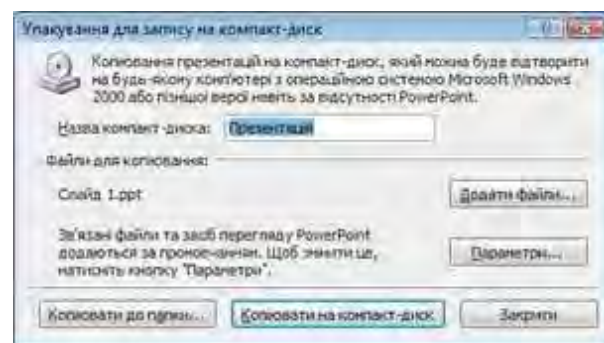 Упакування для запису на компакт-диск
Копіювання презентацій на компакт-диск, який можна буде відтворити
на будь-якому комп'ютері з операційною системою Microsoft Windows
2000 або пізнішої версії навіть за відсутності PowerPoint.
Назва компакт-диска: Презентації
Файли для копіювання:
Слайд 1.ppt
Додати файли...
Зв'язані файли та засіб перегляду PowerPoint
додаються за промовчанням. Щоб змінити це,
натисніть кнопку "Параметри".
Параметри...
Копіювати до папки... Копіювати на компакт-диск Закрити